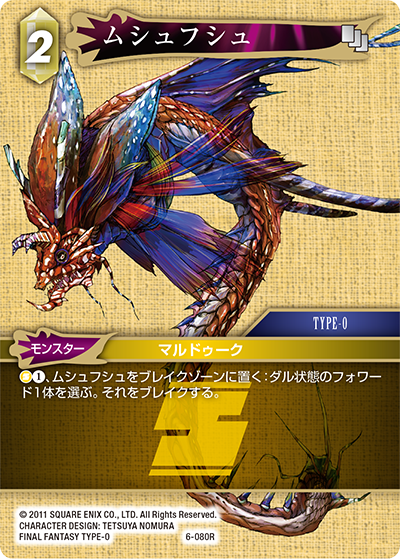 2
ムシュフシュ
TYPE-0
モンスター
マルドゥーク
❶、ムシュフシュをブレイクゾーンに置く：ダル状態のフォワー
ド1体を選ぶ。それをブレイクする。
© 2011 SQUARE ENIX CO., LTD. All Rights Reserved.
CHARACTER DESIGN: TETSUYA NOMURA
FINAL FANTASY TYPE-0
6-080R